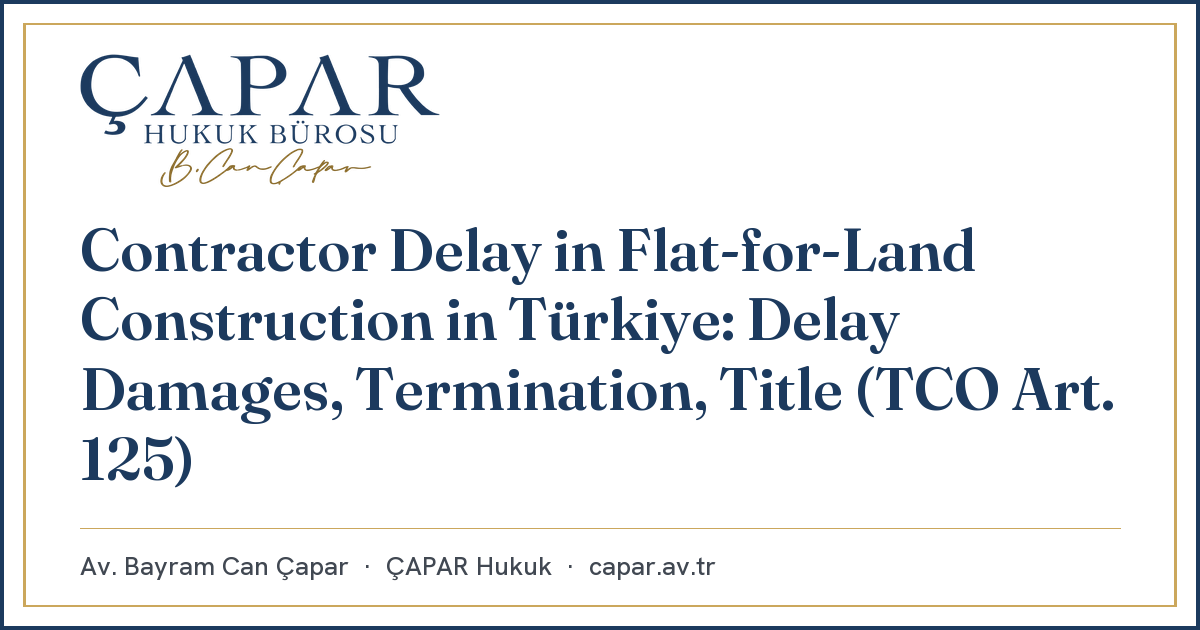 ÇAPAR
HUKUK BÜROSU
B.Can Çapar
Contractor Delay in Flat-for-Land
Construction in Türkiye: Delay
Damages, Termination, Title (TCO Art.
125)
Av. Bayram Can Çapar · ÇAPAR Hukuk · capar.av.tr